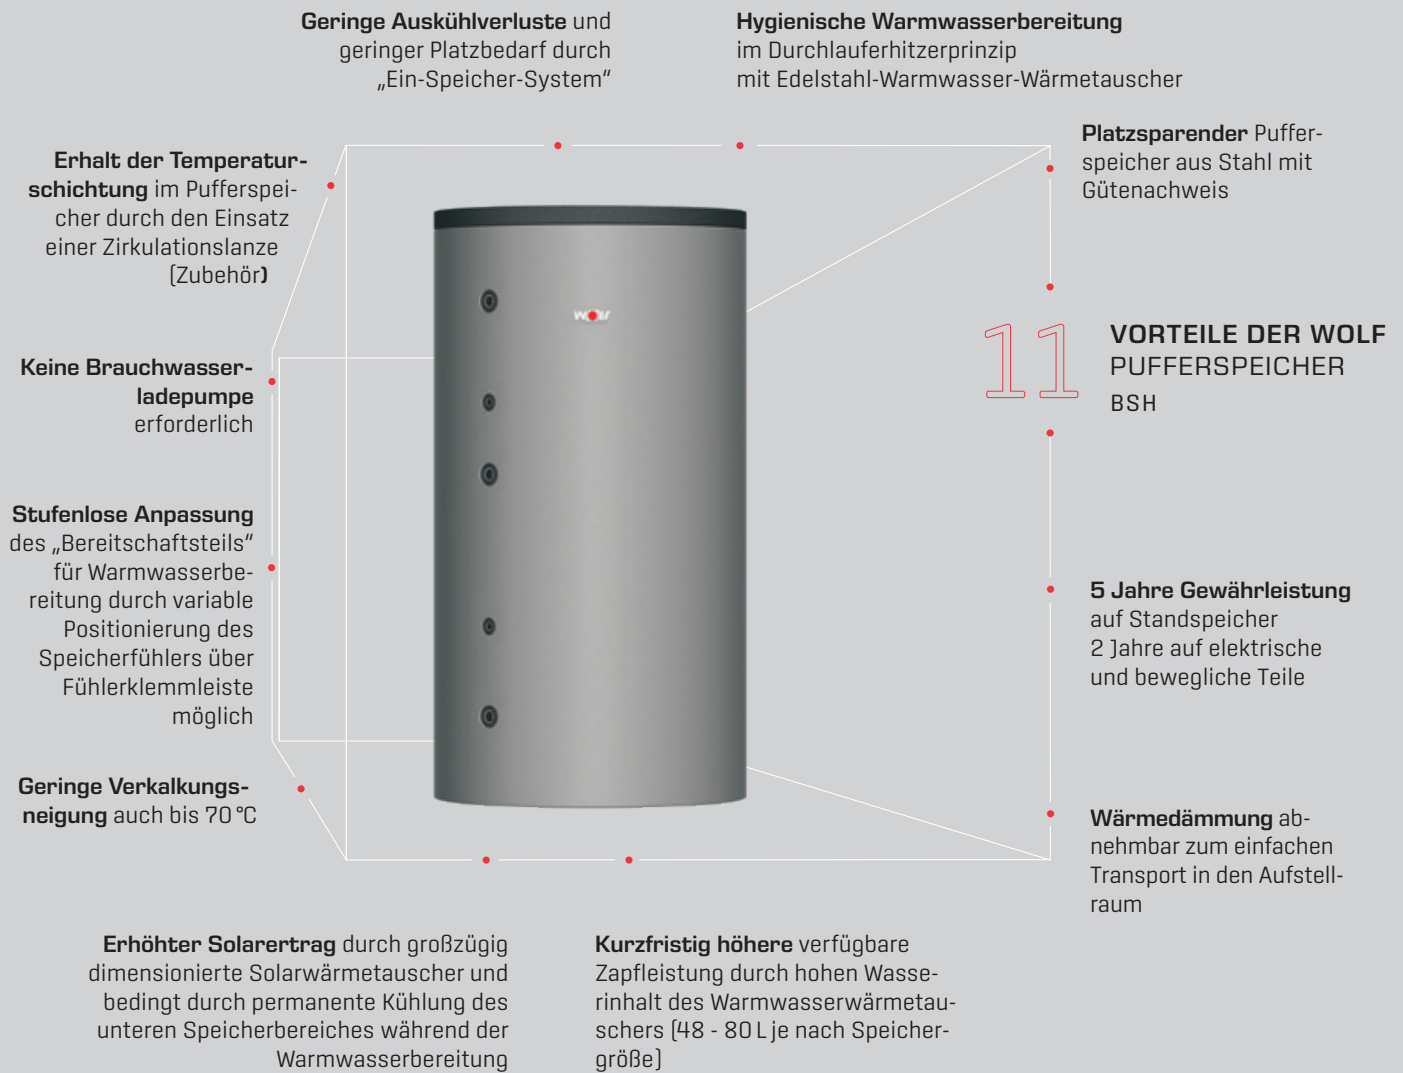 Geringe Auskühlverluste und
geringer Platzbedarf durch
„Ein-Speicher-System“
Hygienische Warmwasserbereitung
im Durchlauferhitzerprinzip
mit Edelstahl-Warmwasser-Wärmetauscher
Erhalt der Temperatur-
schichtung im Pufferspei-
cher durch den Einsatz
einer Zirkulationslanze
(Zubehör)
Platzsparender Puffer-
speicher aus Stahl mit
Gütenachweis
Keine Brauchwasser-
ladepumpe
erforderlich
11
VORTEILE DER WOLF
PUFFERSPEICHER
BSH
Stufenlose Anpassung
des „Bereitschaftsteils“
für Warmwasserbe-
reitung durch variable
Positionierung des
Speicherfühlers über
Fühlerklemmleiste
möglich
5 Jahre Gewährleistung
auf Standspeicher
2 Jahre auf elektrische
und bewegliche Teile
Geringe Verkalkungs-
neigung auch bis 70 °C
Wärmedämmung ab-
nehmbar zum einfachen
Transport in den Aufstell-
raum
Erhöhter Solarertrag durch großzügig
dimensionierte Solarwärmetauscher und
bedingt durch permanente Kühlung des
unteren Speicherbereiches während der
Warmwasserbereitung
Kurzfristig höhere verfügbare
Zapfleistung durch hohen Wasse-
rinhalt des Warmwasserwärmetau-
schers (48 - 80 L je nach Speicher-
größe)